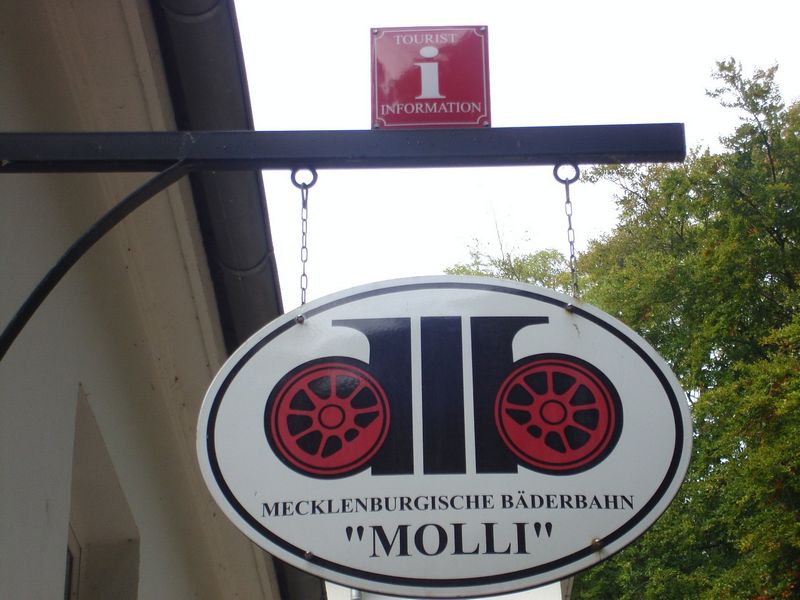 TOURIST
i
INFORMATION
MECKLENBURGISCHE BÄDERBAHN
"MOLLI"